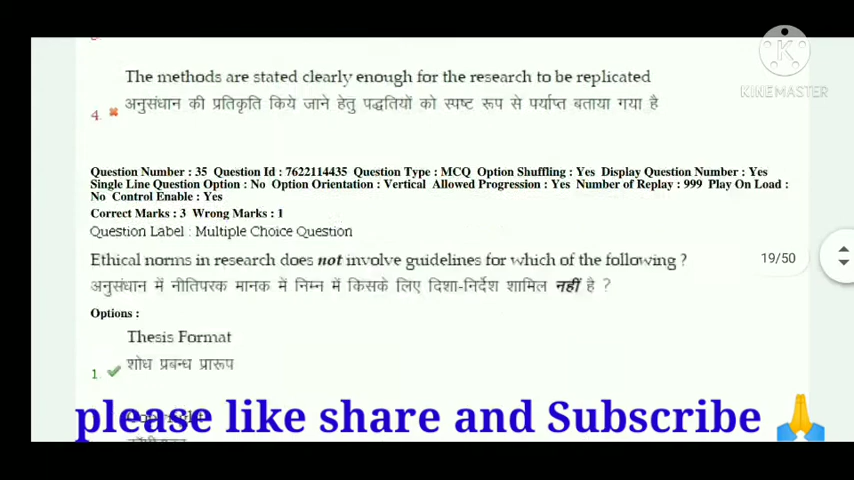 KINEMASTER
The methods are stated clearly enough for the research to be replicated
4. अनुसंधान की प्रतिकृति किये जाने हेतु पद्धतियों को स्पष्ट रूप से पर्याप्त बताया गया है
Question Number : 35 Question Id : 7622114435 Question Type : MCQ Option Shuffling : Yes Display Question Number : Yes
Single Line Question Option : No Option Orientation : Vertical Allowed Progression : Yes Number of Replay : 999 Play On Load :
No Control Enable : Yes
Correct Marks : 3 Wrong Marks : 1
Question Label : Multiple Choice Question
Ethical norms in research does not involve guidelines for which of the following ?
19/50
अनुसंधान में नीतिपरक मानक में निम्न में किसके लिए दिशा-निर्देश शामिल नहीं है ?
Options :
Thesis Format
1. शोध प्रबन्ध प्रारूप
please like share and Subscribe